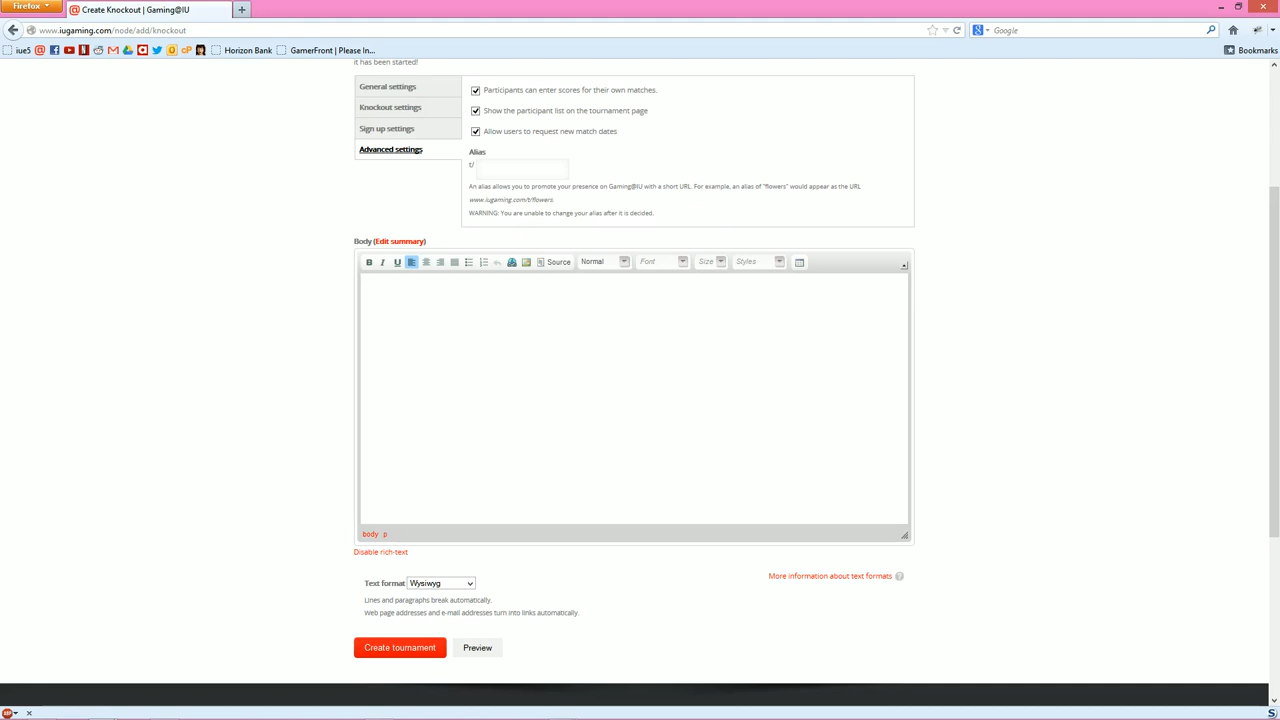 Firefox
Create Knockout | Gaming@IU
www.iugaming.com/node/add/knockout
Google
iue5
Horizon Bank
GamerFront | Please In...
Bookmarks
it has been started!
General settings
Knockout settings
Sign up settings
Advanced settings
Participants can enter scores for their own matches.
Show the participant list on the tournament page
Allow users to request new match dates
Alias
t/
An alias allows you to promote your presence on Gaming@IU with a short URL. For example, an alias of "flowers" would appear as the URL
www.iugaming.com/t/flowers.
WARNING: You are unable to change your alias after it is decided.
Body (Edit summary)
B I U Source Normal Font Size Styles
body p
Disable rich-text
Text format Wysiwyg
More information about text formats ?
Lines and paragraphs break automatically.
Web page addresses and e-mail addresses turn into links automatically.
Create tournament
Preview